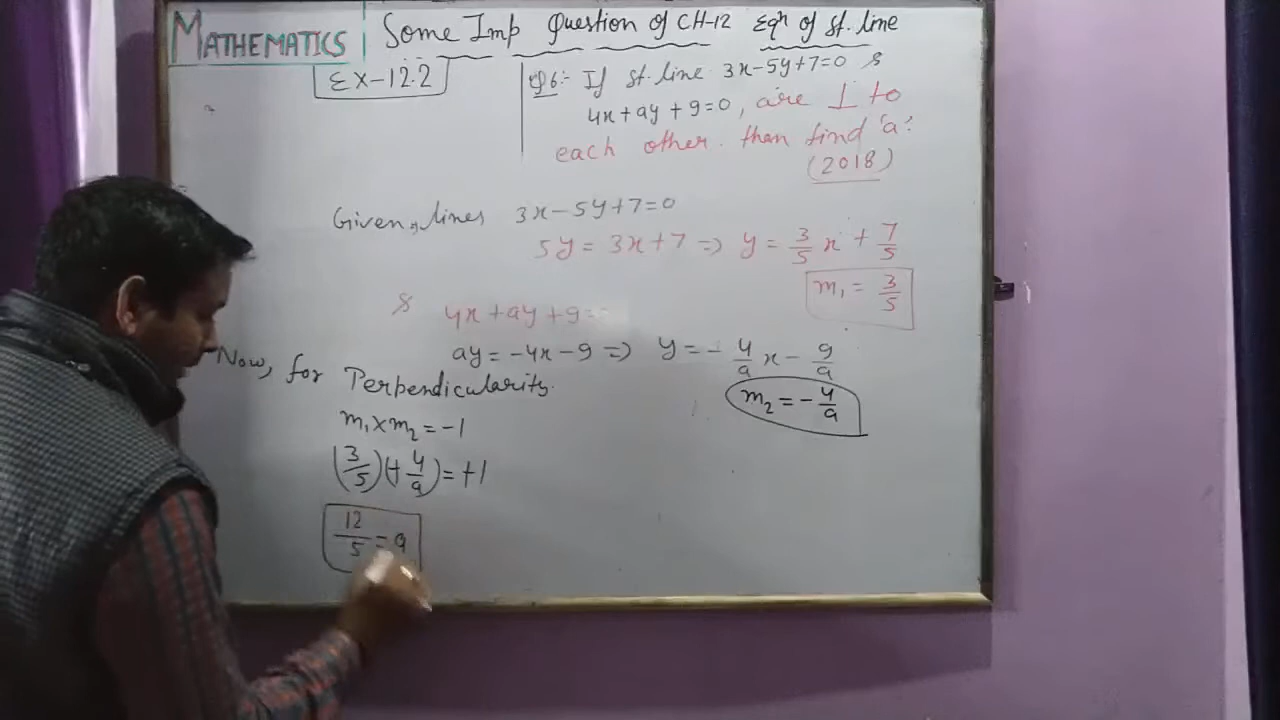 MATHEMATICS Some Imp Question of CH-12 Eqn of St. line
Ex-12.2
Q6:- If St. line 3x-5y+7=0 &
4x+ay+9=0, are ⊥ to
each other. then find 'a'.
(2018)
Given, lines 3x-5y+7=0
5y = 3x+7 => y = 3/5 x + 7/5
m₁ = 3/5
& 4x+ay+9=
ay = -4x-9 => y = - 4/a x - 9/a
m₂ = - 4/a
Now, for Perpendicularity.
m₁ x m₂ = -1
(3/5)(+4/a) = +1
12/5 = a